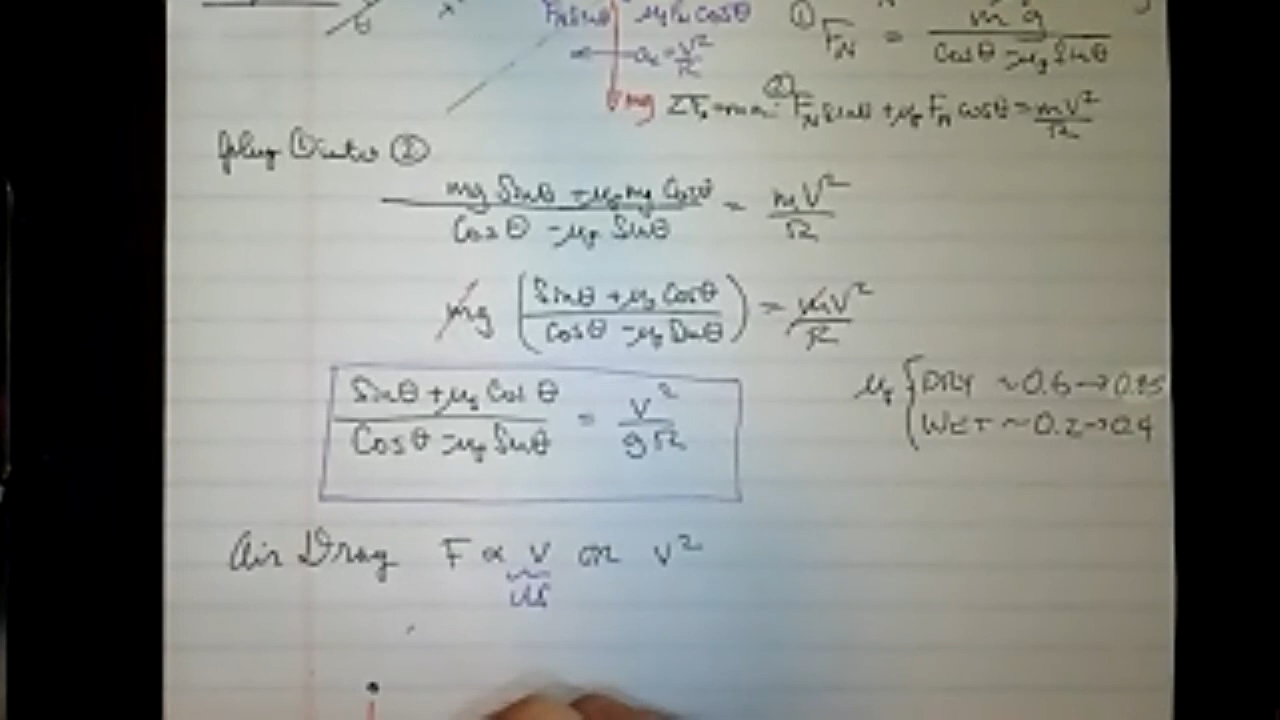 θ x
F_N sinθ μ_s F_N cosθ
① F_N = mg / (cosθ - μ_s sinθ)
a_c = v²/R
mg ② ΣF_x = ma: F_N sinθ + μ_s F_N cosθ = mv²/R
plug ① into ②
(mg sinθ + μ_s mg cosθ) / (cosθ - μ_s sinθ) = mv²/R
mg ((sinθ + μ_s cosθ) / (cosθ - μ_s sinθ)) = mv²/R
(sinθ + μ_s cosθ) / (cosθ - μ_s sinθ) = v²/gR
μ_s { DRY ~0.6→0.85
WET ~0.2→0.4
Air Drag F ∝ v or v²
us